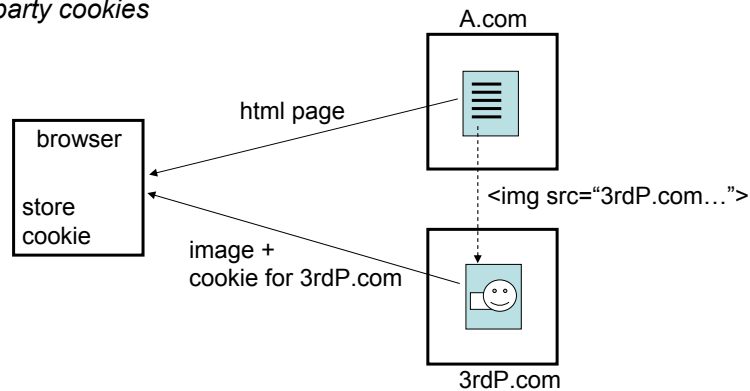 party cookies
A.com
html page
browser
<img src=“3rdP.com…”>
store
cookie
image +
cookie for 3rdP.com
3rdP.com